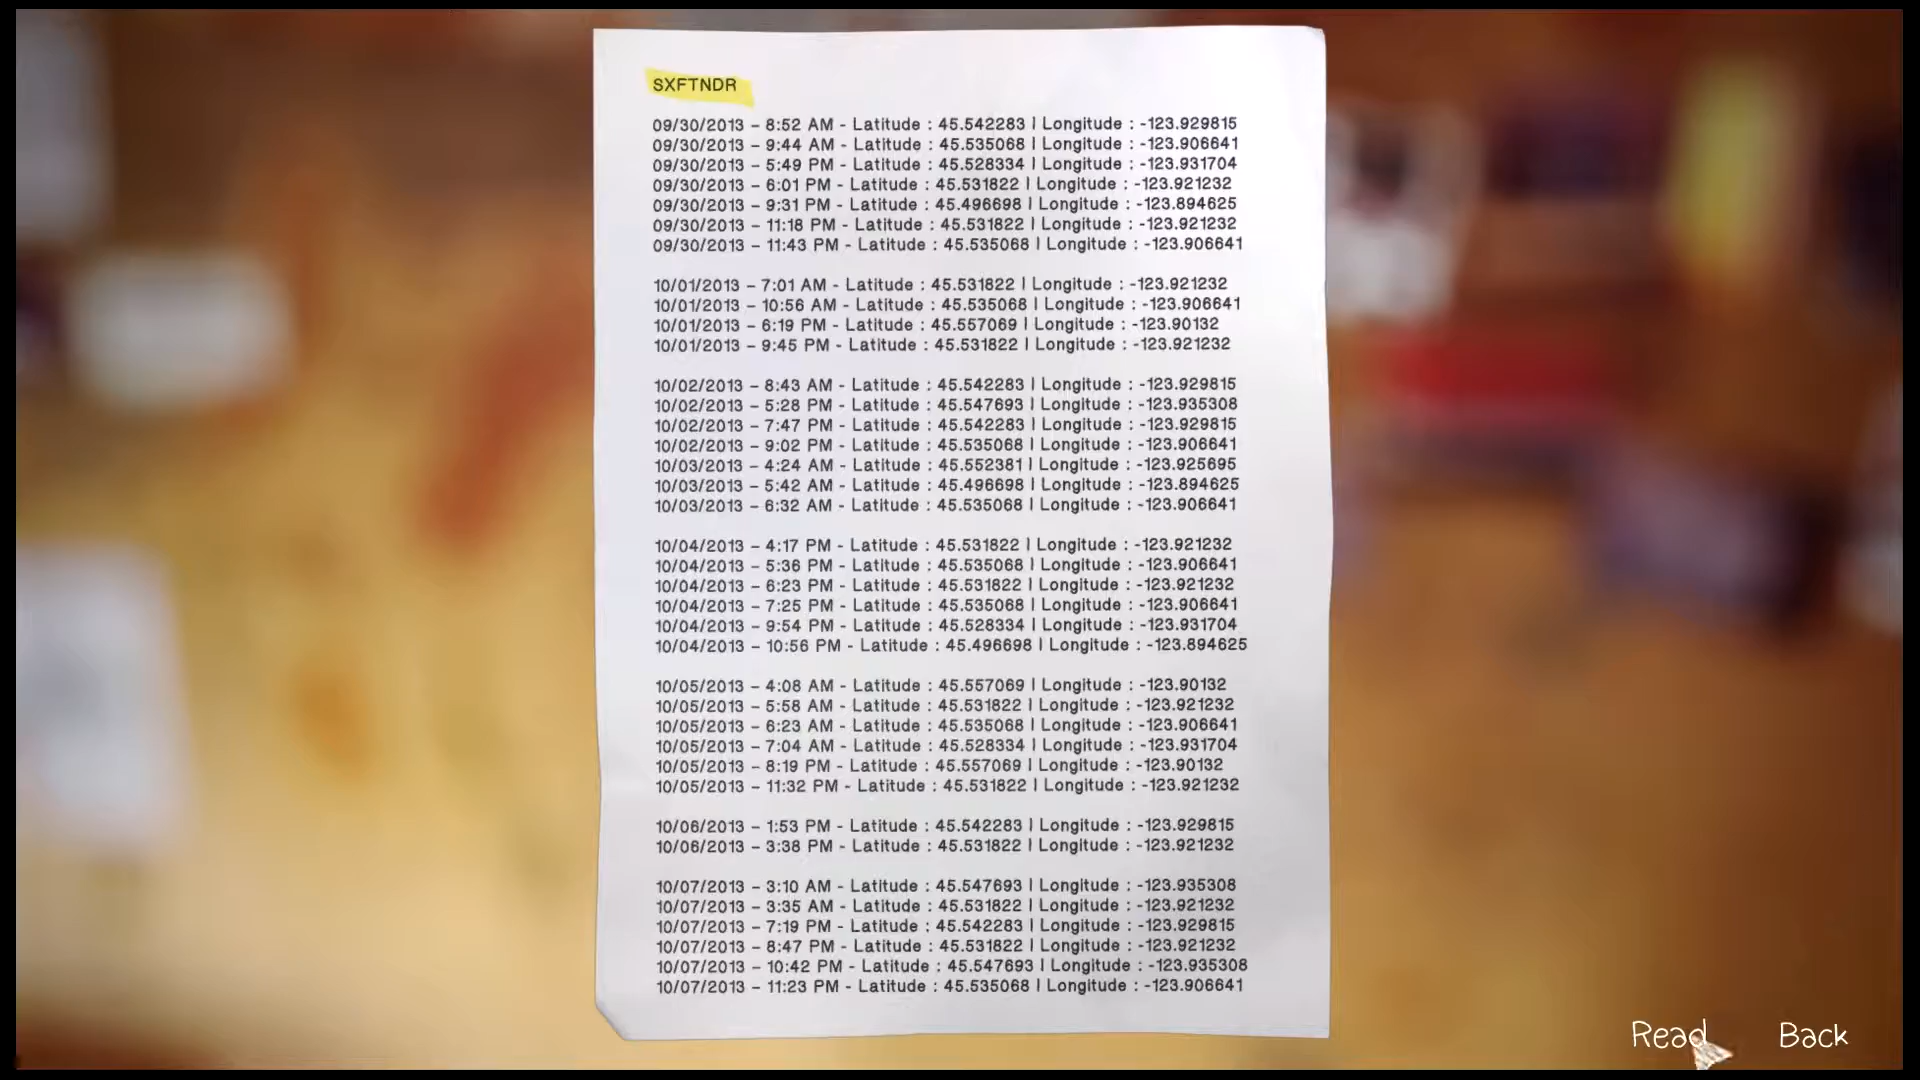 SXFTNDR
09/30/2013 – 8:52 AM - Latitude : 45.542283 | Longitude : -123.929815
09/30/2013 – 9:44 AM - Latitude : 45.535068 | Longitude : -123.906641
09/30/2013 – 5:49 PM - Latitude : 45.528334 | Longitude : -123.931704
09/30/2013 – 6:01 PM - Latitude : 45.531822 | Longitude : -123.921232
09/30/2013 – 9:31 PM - Latitude : 45.496698 | Longitude : -123.894625
09/30/2013 – 11:18 PM - Latitude : 45.531822 | Longitude : -123.921232
09/30/2013 – 11:43 PM - Latitude : 45.535068 | Longitude : -123.906641
10/01/2013 – 7:01 AM - Latitude : 45.531822 | Longitude : -123.921232
10/01/2013 – 10:56 AM - Latitude : 45.535068 | Longitude : -123.906641
10/01/2013 – 6:19 PM - Latitude : 45.557069 | Longitude : -123.90132
10/01/2013 – 9:45 PM - Latitude : 45.531822 | Longitude : -123.921232
10/02/2013 – 8:43 AM - Latitude : 45.542283 | Longitude : -123.929815
10/02/2013 – 5:28 PM - Latitude : 45.547693 | Longitude : -123.935308
10/02/2013 – 7:47 PM - Latitude : 45.542283 | Longitude : -123.929815
10/02/2013 – 9:02 PM - Latitude : 45.535068 | Longitude : -123.906641
10/03/2013 – 4:24 AM - Latitude : 45.552381 | Longitude : -123.925695
10/03/2013 – 5:42 AM - Latitude : 45.496698 | Longitude : -123.894625
10/03/2013 – 6:32 AM - Latitude : 45.535068 | Longitude : -123.906641
10/04/2013 – 4:17 PM - Latitude : 45.531822 | Longitude : -123.921232
10/04/2013 – 5:36 PM - Latitude : 45.535068 | Longitude : -123.906641
10/04/2013 – 6:23 PM - Latitude : 45.531822 | Longitude : -123.921232
10/04/2013 – 7:25 PM - Latitude : 45.535068 | Longitude : -123.906641
10/04/2013 – 9:54 PM - Latitude : 45.528334 | Longitude : -123.931704
10/04/2013 – 10:56 PM - Latitude : 45.496698 | Longitude : -123.894625
10/05/2013 – 4:08 AM - Latitude : 45.557069 | Longitude : -123.90132
10/05/2013 – 5:58 AM - Latitude : 45.531822 | Longitude : -123.921232
10/05/2013 – 6:23 AM - Latitude : 45.535068 | Longitude : -123.906641
10/05/2013 – 7:04 AM - Latitude : 45.528334 | Longitude : -123.931704
10/05/2013 – 8:19 PM - Latitude : 45.557069 | Longitude : -123.90132
10/05/2013 – 11:32 PM - Latitude : 45.531822 | Longitude : -123.921232
10/06/2013 – 1:53 PM - Latitude : 45.542283 | Longitude : -123.929815
10/06/2013 – 3:38 PM - Latitude : 45.531822 | Longitude : -123.921232
10/07/2013 – 3:10 AM - Latitude : 45.547693 | Longitude : -123.935308
10/07/2013 – 3:35 AM - Latitude : 45.531822 | Longitude : -123.921232
10/07/2013 – 7:19 PM - Latitude : 45.542283 | Longitude : -123.929815
10/07/2013 – 8:47 PM - Latitude : 45.531822 | Longitude : -123.921232
10/07/2013 – 10:42 PM - Latitude : 45.547693 | Longitude : -123.935308
10/07/2013 – 11:23 PM - Latitude : 45.535068 | Longitude : -123.906641
Read Back